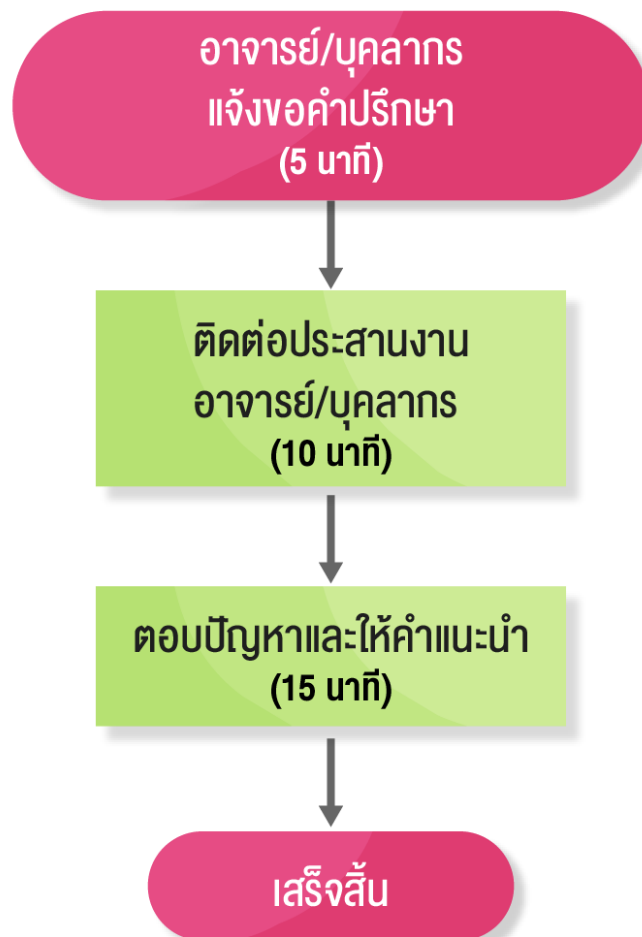 อาจารย์/บุคลากร
แจ้งขอคำปรึกษา
(5 นาที)
ติดต่อประสานงาน
อาจารย์/บุคลากร
(10 นาที)
ตอบปัญหาและให้คำแนะนำ
(15 นาที)
เสร็จสิ้น